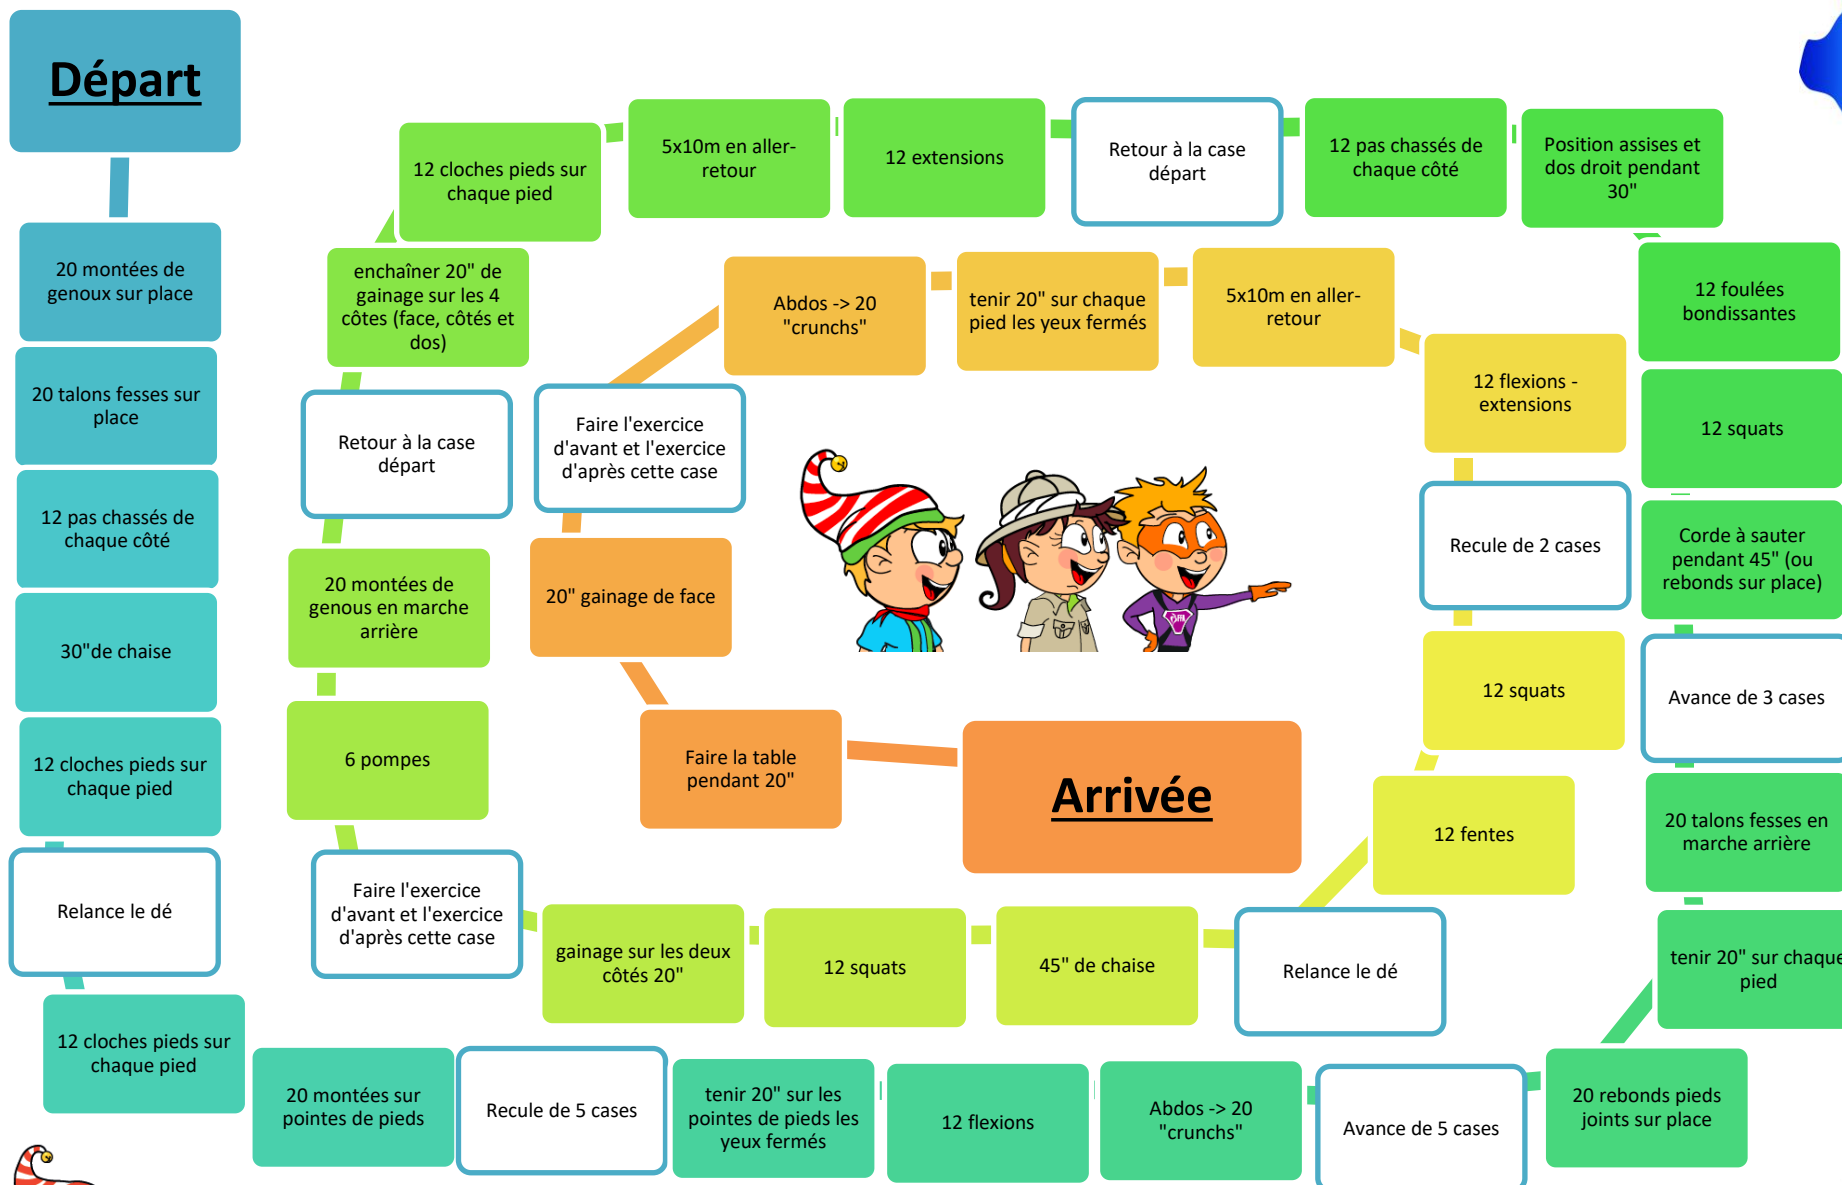 Départ
20 montées de
genoux sur place
20 talons fesses sur
place
12 pas chassés de
chaque côté
30"de chaise
12 cloches pieds sur
chaque pied
Relance le dé
12 cloches pieds sur
chaque pied
20 montées sur
pointes de pieds
Recule de 5 cases
tenir 20" sur les
pointes de pieds les
yeux fermés
12 flexions
Abdos -> 20
"crunchs"
Avance de 5 cases
20 rebonds pieds
joints sur place
tenir 20" sur chaque
pied
20 talons fesses en
marche arrière
Avance de 3 cases
Corde à sauter
pendant 45" (ou
rebonds sur place)
12 squats
12 foulées
bondissantes
Position assises et
dos droit pendant
30"
12 pas chassés de
chaque côté
Retour à la case
départ
12 extensions
5x10m en aller-
retour
12 cloches pieds sur
chaque pied
enchaîner 20" de
gainage sur les 4
côtes (face, côtés et
dos)
Retour à la case
départ
20 montées de
genous en marche
arrière
6 pompes
Faire l'exercice
d'avant et l'exercice
d'après cette case
gainage sur les deux
côtés 20"
12 squats
45" de chaise
Relance le dé
12 fentes
12 squats
Recule de 2 cases
12 flexions -
extensions
5x10m en aller-
retour
tenir 20" sur chaque
pied les yeux fermés
Abdos -> 20
"crunchs"
Faire l'exercice
d'avant et l'exercice
d'après cette case
20" gainage de face
Faire la table
pendant 20"
Arrivée